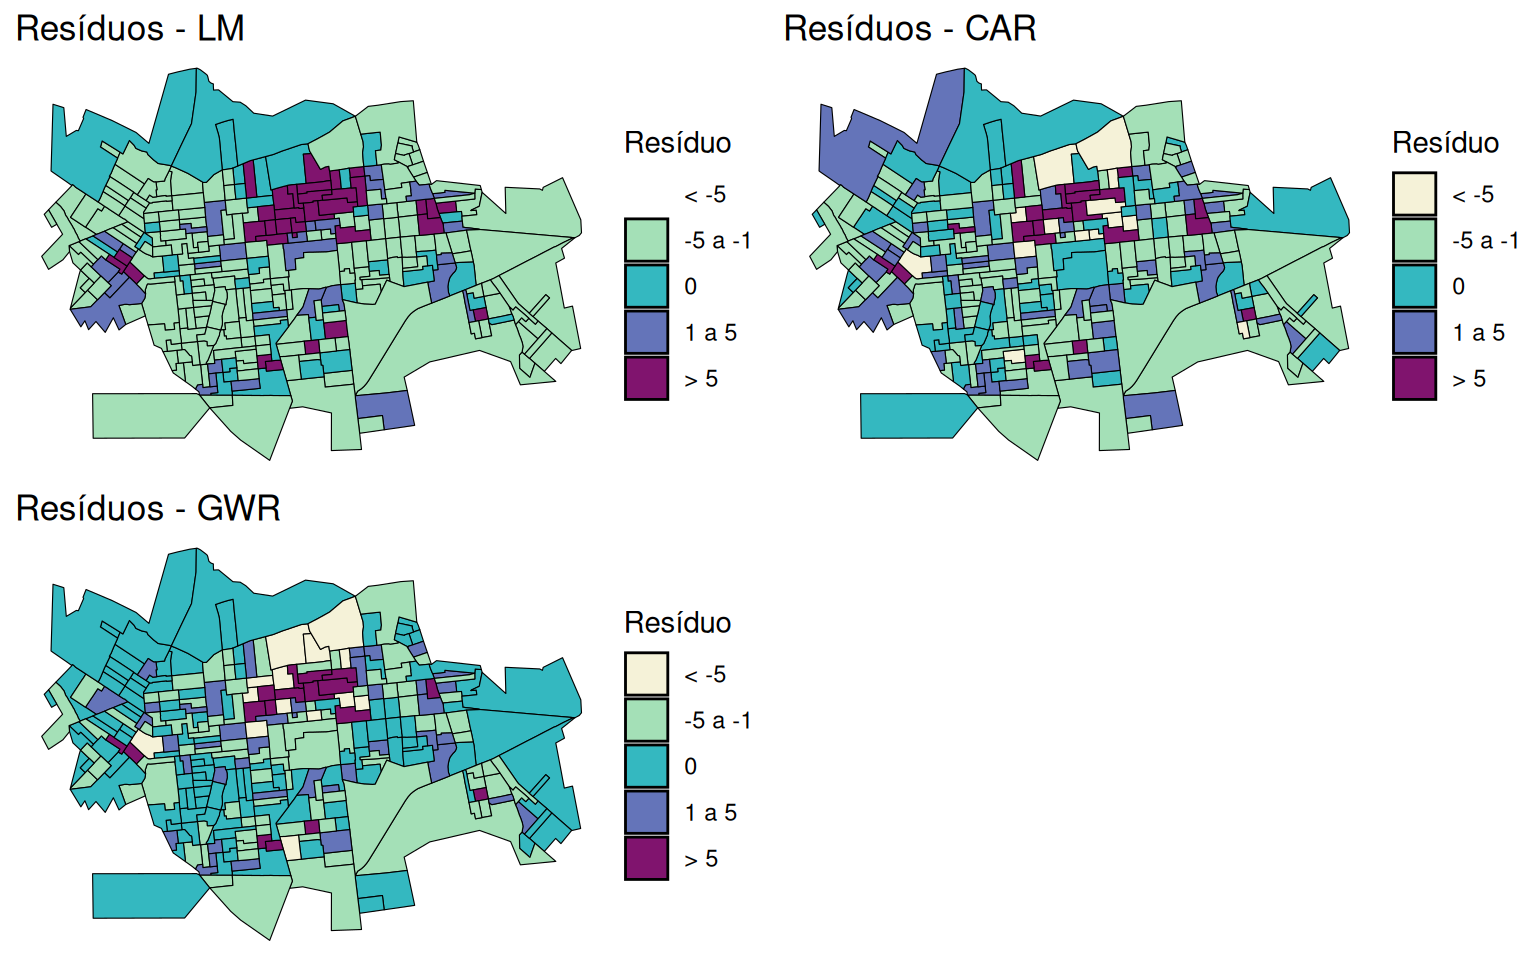 Resíduos - LM
Resíduo
< -5
-5 a -1
0
1 a 5
> 5
Resíduos - CAR
Resíduo
< -5
-5 a -1
0
1 a 5
> 5
Resíduos - GWR
Resíduo
< -5
-5 a -1
0
1 a 5
> 5